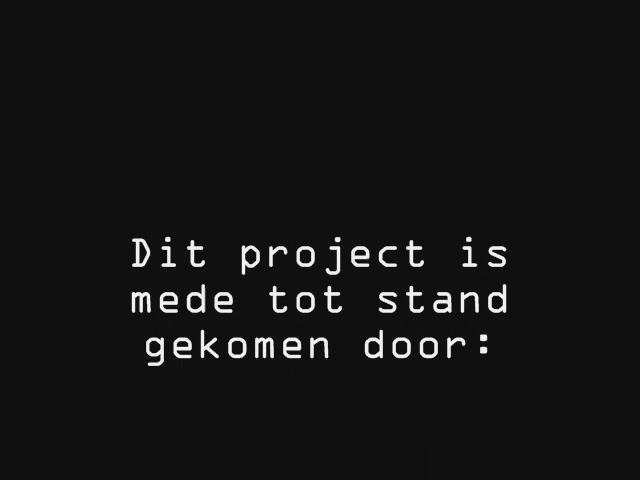 Dit project is
mede tot stand
gekomen door: